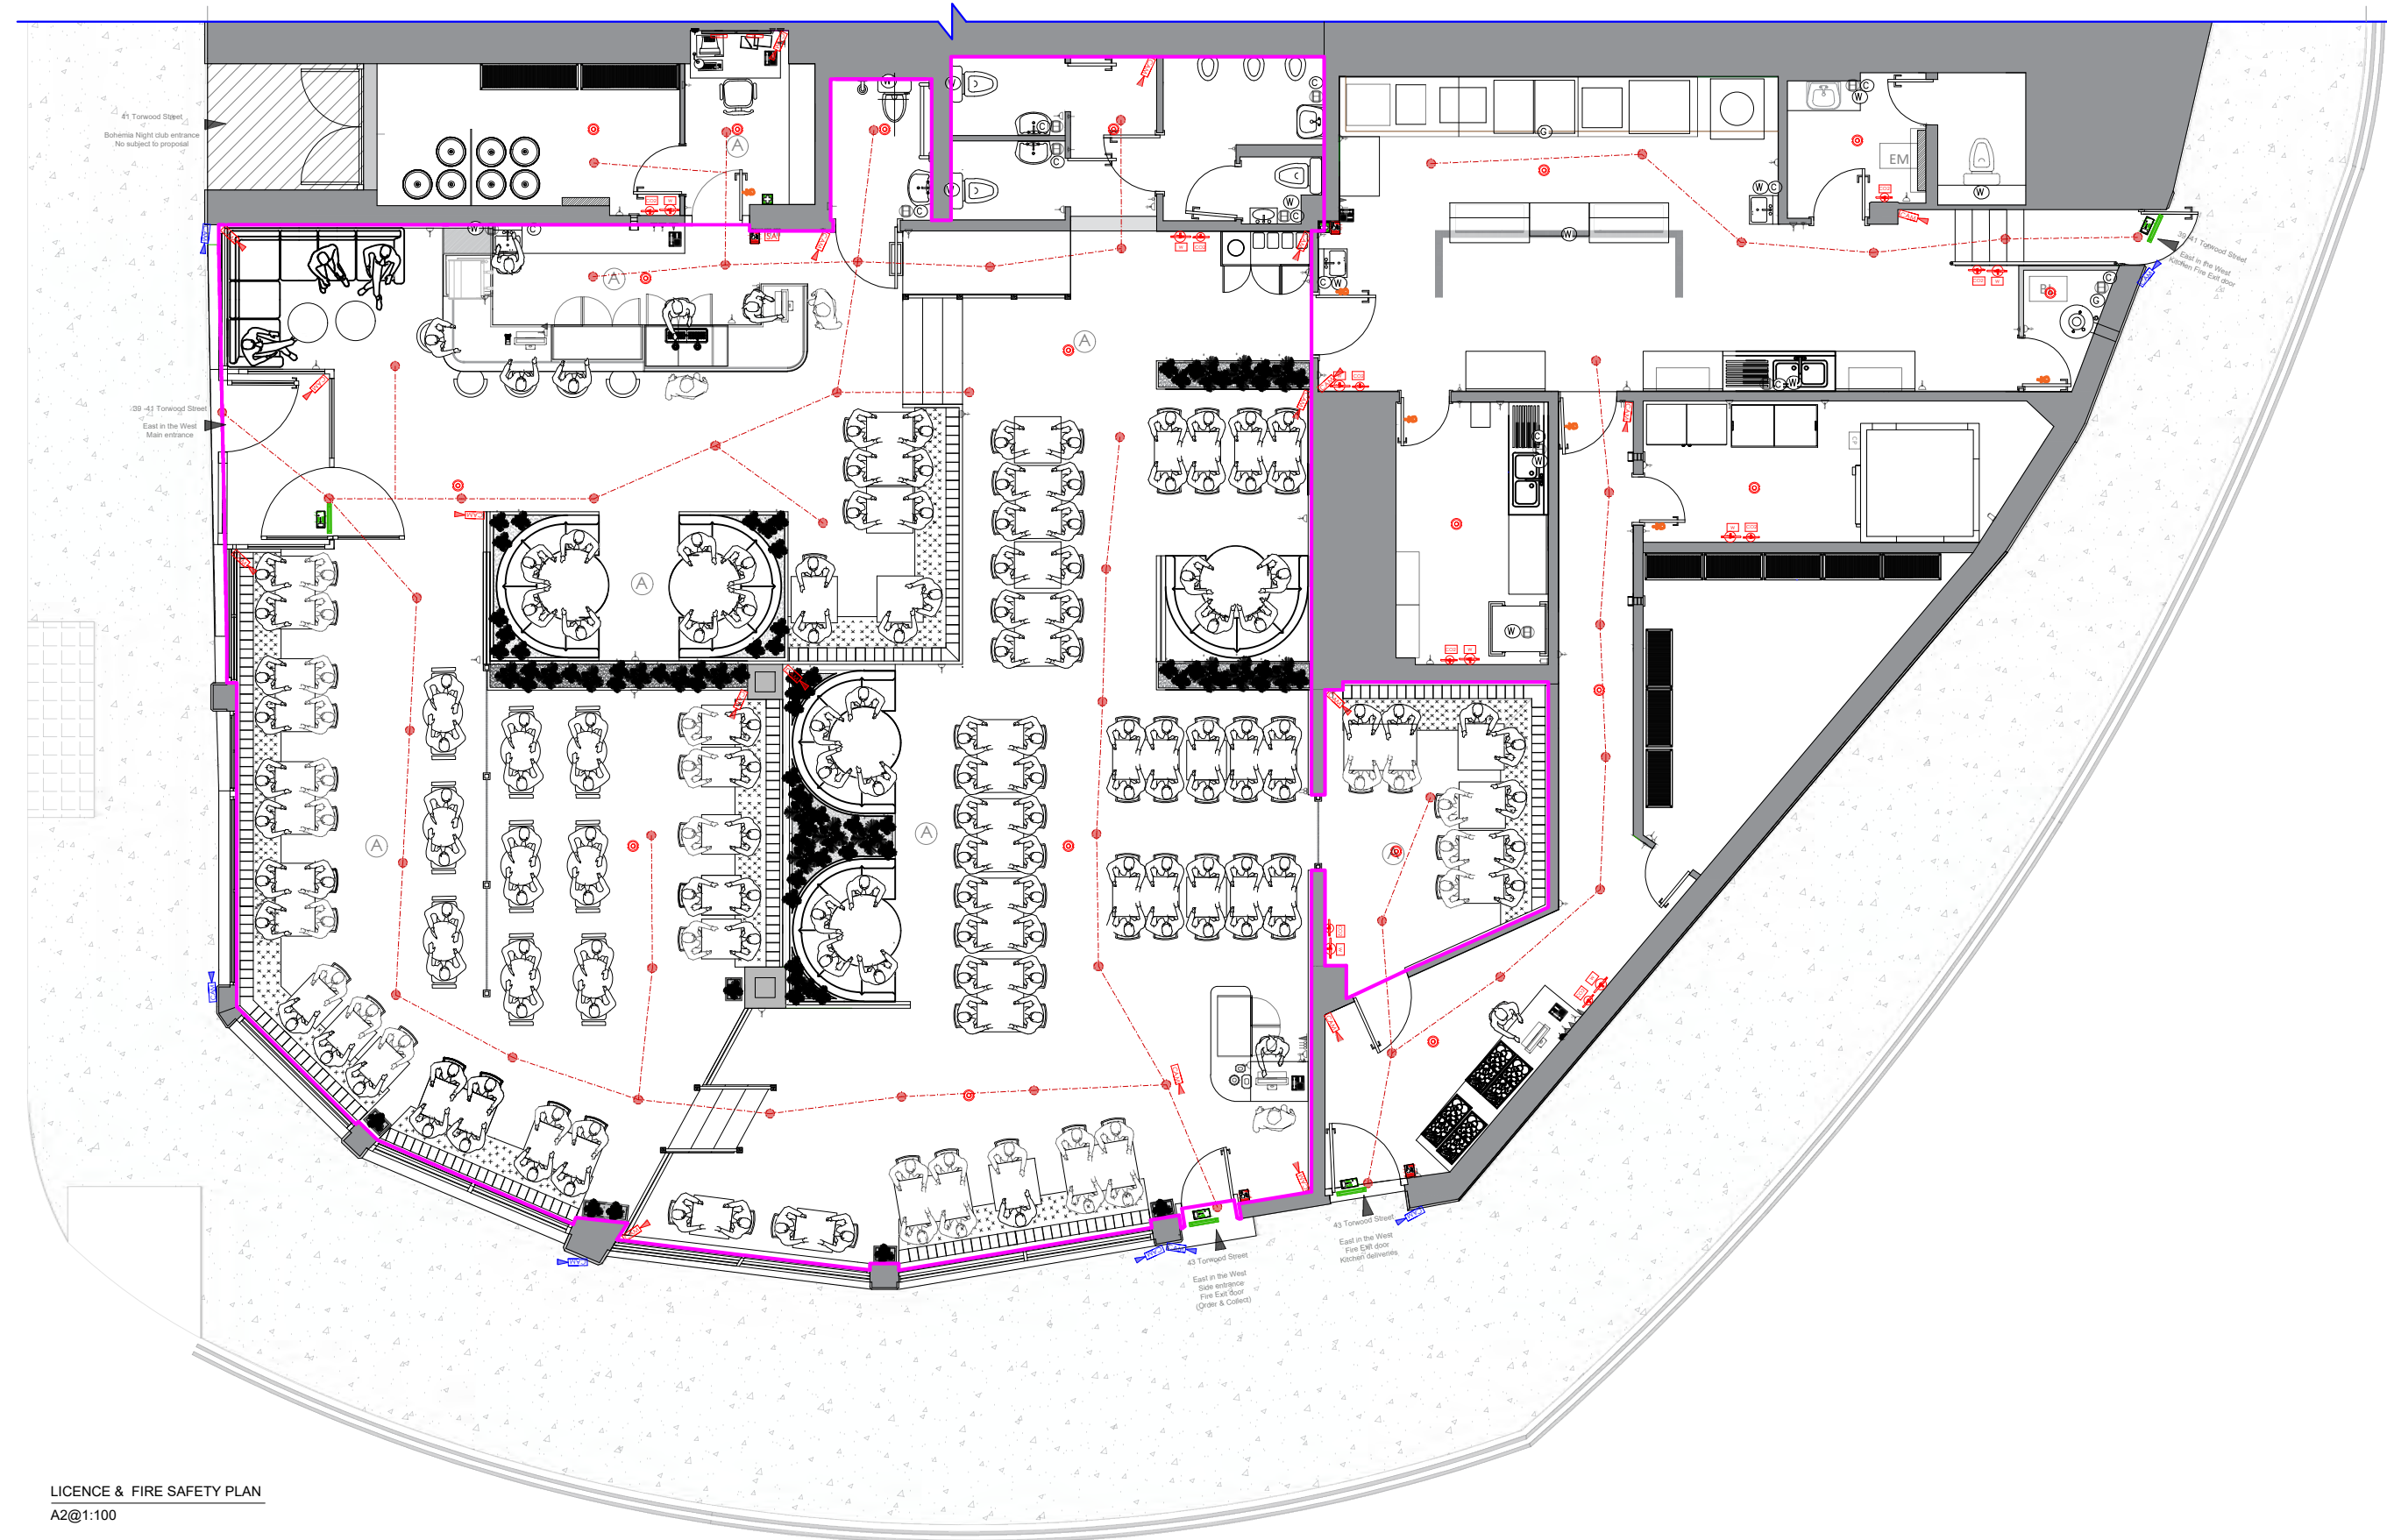 41 Torwood Street
Bohemia Night club entrance
No subject to proposal
39 -41 Torwood Street
East in the West
Main entrance
39-41 Torwood Street
East in the West
Kitchen Fire Exit door
43 Torwood Street
East in the West
Side entrance
Fire Exit door
(Order & Collect)
43 Torwood Street
East in the West
Fire Exit door
Kitchen deliveries
EM
A
A
A
A
A
A
A
W
C
G
CO2
W
CAM
LICENCE & FIRE SAFETY PLAN
A2@1:100